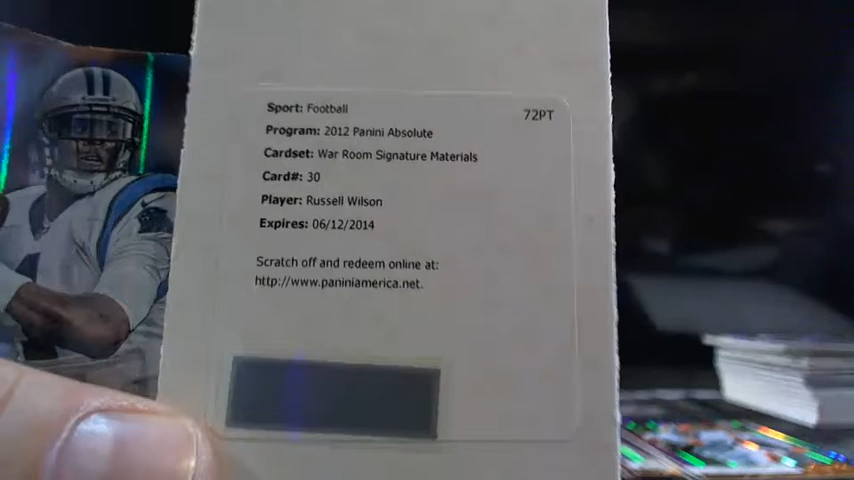 Sport: Football
72PT
Program: 2012 Panini Absolute
Cardset: War Room Signature Materials
Card#: 30
Player: Russell Wilson
Expires: 06/12/2014
Scratch off and redeem online at:
http://www.paniniamerica.net.